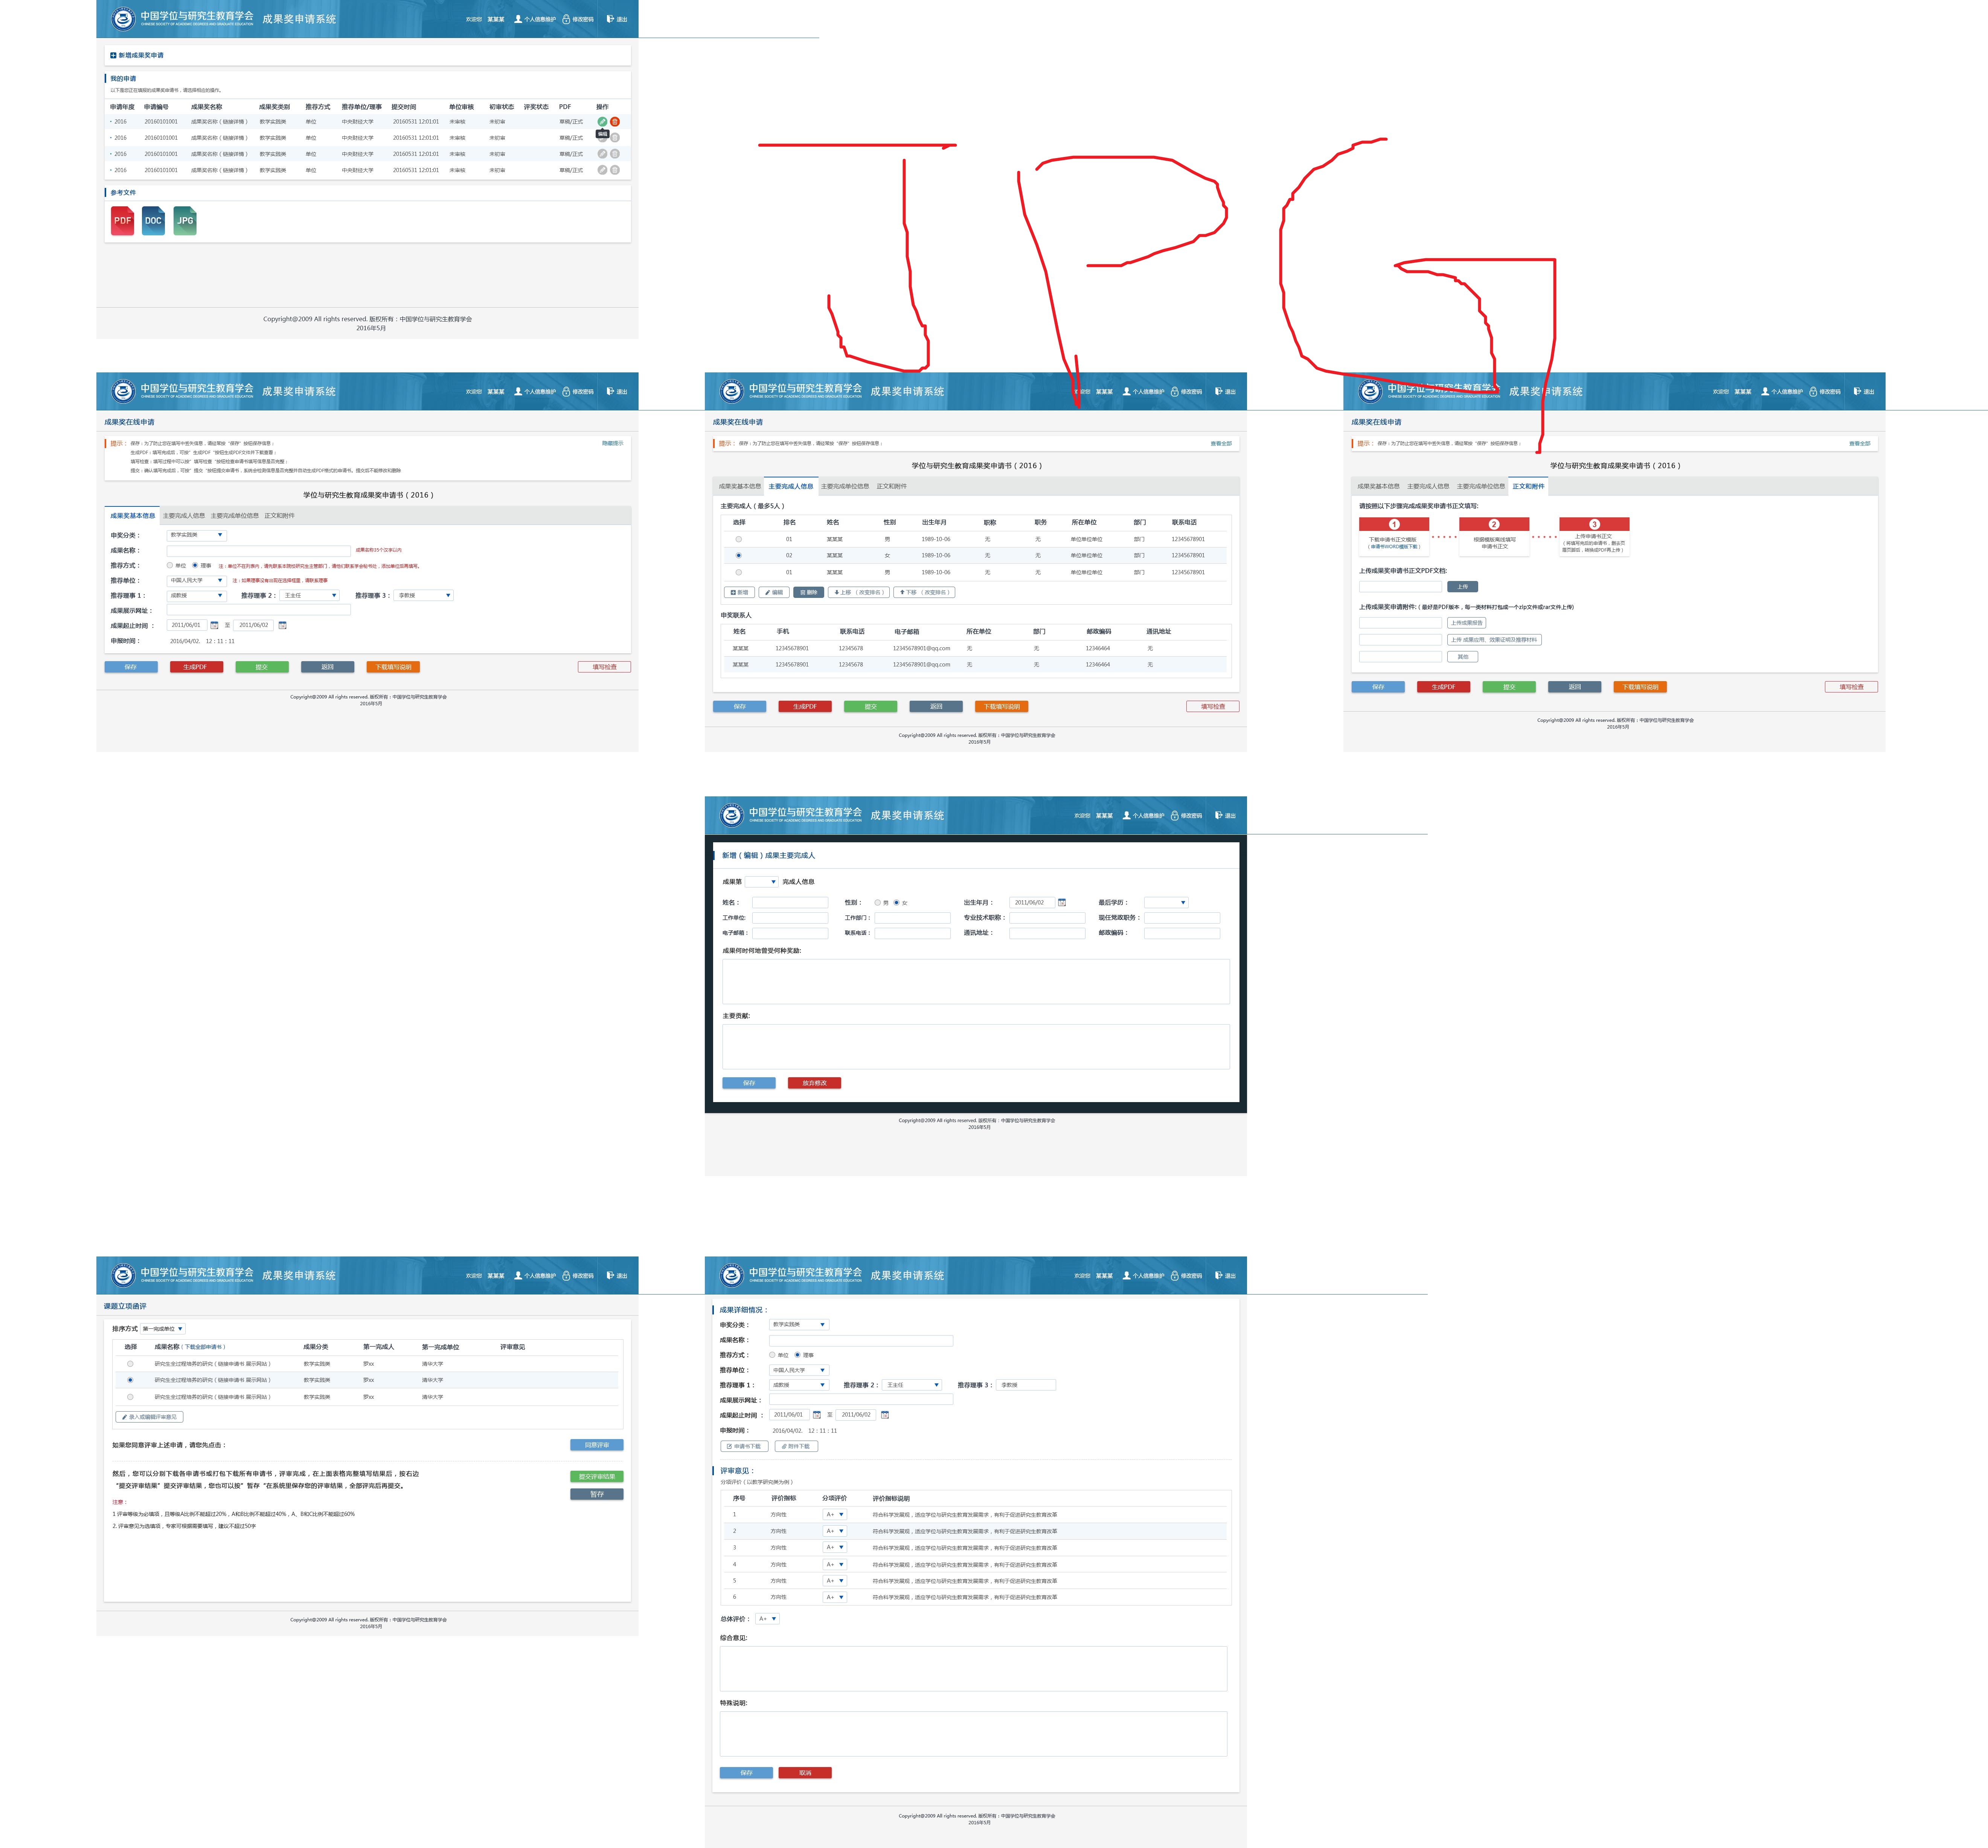 中国学位与研究生教育学会 成果奖申请系统 欢迎您 某某某 个人信息维护 修改密码 退出
CHINESE SOCIETY OF ACADEMIC DEGREES AND GRADUATE EDUCATION
新增成果奖申请
我的申请
以下是您正在填报的成果奖申请书,请选择相应的操作。
申请年度 申请编号 成果奖名称 成果奖类别 推荐方式 推荐单位/理事 提交时间 单位审核 初审状态 评奖状态 PDF 操作
2016 20160101001 成果奖名称(链接详情) 教学实践类 单位 中央财经大学 20160531 12:01:01 未审核 未初审 草稿/正式
编辑
2016 20160101001 成果奖名称(链接详情) 教学实践类 单位 中央财经大学 20160531 12:01:01 未审核 未初审 草稿/正式
2016 20160101001 成果奖名称(链接详情) 教学实践类 单位 中央财经大学 20160531 12:01:01 未审核 未初审 草稿/正式
2016 20160101001 成果奖名称(链接详情) 教学实践类 单位 中央财经大学 20160531 12:01:01 未审核 未初审 草稿/正式
参考文件
PDF DOC JPG
Copyright@2009 All rights reserved. 版权所有:中国学位与研究生教育学会
2016年5月
JPG
中国学位与研究生教育学会 成果奖申请系统 欢迎您 某某某 个人信息维护 修改密码 退出
CHINESE SOCIETY OF ACADEMIC DEGREES AND GRADUATE EDUCATION
成果奖在线申请
提示: 保存:为了防止您在填写中丢失信息,请经常按“保存”按钮保存信息; 隐藏提示
生成PDF:填写完成后,可按“生成PDF”按钮生成PDF文件并下载查看;
填写检查:填写过程中可以按“填写检查”按钮检查申请书填写信息是否完整;
提交:确认填写完成后,可按“提交”按钮提交申请书,系统会检测信息是否完整并自动生成PDF格式的申请书。提交后不能修改和删除
学位与研究生教育成果奖申请书(2016)
成果奖基本信息 主要完成人信息 主要完成单位信息 正文和附件
申奖分类: 教学实践类
成果名称: 成果名称35个汉字以内
推荐方式: 单位 理事 注:单位不在列表内,请先联系本院校研究生主管部门,请他们联系学会秘书处,添加单位后再填写。
推荐单位: 中国人民大学 注:如果理事没有出现在选择框里,请联系理事
推荐理事 1: 成教授 推荐理事 2: 王主任 推荐理事 3: 李教授
成果展示网址:
成果起止时间: 2011/06/01 至 2011/06/02
申报时间: 2016/04/02. 12:11:11
保存 生成PDF 提交 返回 下载填写说明 填写检查
Copyright@2009 All rights reserved. 版权所有:中国学位与研究生教育学会
2016年5月
中国学位与研究生教育学会 成果奖申请系统 欢迎您 某某某 个人信息维护 修改密码 退出
CHINESE SOCIETY OF ACADEMIC DEGREES AND GRADUATE EDUCATION
成果奖在线申请
提示: 保存:为了防止您在填写中丢失信息,请经常按“保存”按钮保存信息; 查看全部
学位与研究生教育成果奖申请书(2016)
成果奖基本信息 主要完成人信息 主要完成单位信息 正文和附件
主要完成人(最多5人)
选择 排名 姓名 性别 出生年月 职称 职务 所在单位 部门 联系电话
01 某某某 男 1989-10-06 无 无 单位单位单位 部门 12345678901
02 某某某 女 1989-10-06 无 无 单位单位单位 部门 12345678901
01 某某某 男 1989-10-06 无 无 单位单位单位 部门 12345678901
新增 编辑 删除 上移 (改变排名) 下移 (改变排名)
申奖联系人
姓名 手机 联系电话 电子邮箱 所在单位 部门 邮政编码 通讯地址
某某某 12345678901 12345678 12345678901@qq.com 无 无 12346464 无
某某某 12345678901 12345678 12345678901@qq.com 无 无 12346464 无
保存 生成PDF 提交 返回 下载填写说明 填写检查
Copyright@2009 All rights reserved. 版权所有:中国学位与研究生教育学会
2016年5月
中国学位与研究生教育学会 成果奖申请系统 欢迎您 某某某 个人信息维护 修改密码 退出
成果奖在线申请
提示: 保存:为了防止您在填写中丢失信息,请经常按“保存”按钮保存信息; 查看全部
学位与研究生教育成果奖申请书(2016)
成果奖基本信息 主要完成人信息 主要完成单位信息 正文和附件
请按照以下步骤完成成果奖申请书正文填写:
1 2 3
下载申请书正文模版
(申请书WORD模版下载)
根据模版测试填写
申请书正文
上传申请书正文
(将填写完后的申请书,删去页眉页脚后,转换成PDF再上传)
上传成果奖申请书正文PDF文档:
上传
上传成果奖申请附件:(最好是PDF版本,每一类材料打包成一个zip文件或rar文件上传)
上传成果报告
上传 成果应用、效果证明及推荐材料
其他
保存 生成PDF 提交 返回 下载填写说明 填写检查
Copyright@2009 All rights reserved. 版权所有:中国学位与研究生教育学会
2016年5月
中国学位与研究生教育学会 成果奖申请系统 欢迎您 某某某 个人信息维护 修改密码 退出
CHINESE SOCIETY OF ACADEMIC DEGREES AND GRADUATE EDUCATION
新增(编辑)成果主要完成人
成果第 完成人信息
姓名: 性别: 男 女 出生年月: 2011/06/02 最后学历:
工作单位: 工作部门: 专业技术职称: 现任党政职务:
电子邮箱: 联系电话: 通讯地址: 邮政编码:
成果何时何地曾受何种奖励:
主要贡献:
保存 放弃修改
Copyright@2009 All rights reserved. 版权所有:中国学位与研究生教育学会
2016年5月
中国学位与研究生教育学会 成果奖申请系统 欢迎您 某某某 个人信息维护 修改密码 退出
CHINESE SOCIETY OF ACADEMIC DEGREES AND GRADUATE EDUCATION
课题立项函评
排序方式 第一完成单位
选择 成果名称(下载全部申请书) 成果分类 第一完成人 第一完成单位 评审意见
研究生全过程培养的研究(链接申请书 展示网站) 教学实践类 罗xx 清华大学
研究生全过程培养的研究(链接申请书 展示网站) 教学实践类 罗xx 清华大学
研究生全过程培养的研究(链接申请书 展示网站) 教学实践类 罗xx 清华大学
录入或编辑评审意见
如果您同意评审上述申请,请您先点击: 同意评审
然后,您可以分别下载各申请书或打包下载所有申请书,评审完成,在上面表格完整填写结果后,按右边 提交评审结果
“提交评审结果”提交评审结果,您也可以按”暂存“在系统里保存您的评审结果,全部评完后再提交。 暂存
注意:
1 评审等级为必填项,且等级A比例不能超过20%,A和B比例不能超过40%,A、B和C比例不能超过60%
2. 评审意见为选填项,专家可根据需要填写,建议不超过50字
Copyright@2009 All rights reserved. 版权所有:中国学位与研究生教育学会
2016年5月
中国学位与研究生教育学会 成果奖申请系统 欢迎您 某某某 个人信息维护 修改密码 退出
CHINESE SOCIETY OF ACADEMIC DEGREES AND GRADUATE EDUCATION
成果详细情况:
申奖分类: 教学实践类
成果名称:
推荐方式: 单位 理事
推荐单位: 中国人民大学
推荐理事 1: 成教授 推荐理事 2: 王主任 推荐理事 3: 李教授
成果展示网址:
成果起止时间: 2011/06/01 至 2011/06/02
申报时间: 2016/04/02. 12:11:11
申请书下载 附件下载
评审意见:
分项评价(以教学研究类为例)
序号 评价指标 分项评价 评价指标说明
1 方向性 A+ 符合科学发展观,适应学位与研究生教育发展需求,有利于促进研究生教育改革
2 方向性 A+ 符合科学发展观,适应学位与研究生教育发展需求,有利于促进研究生教育改革
3 方向性 A+ 符合科学发展观,适应学位与研究生教育发展需求,有利于促进研究生教育改革
4 方向性 A+ 符合科学发展观,适应学位与研究生教育发展需求,有利于促进研究生教育改革
5 方向性 A+ 符合科学发展观,适应学位与研究生教育发展需求,有利于促进研究生教育改革
6 方向性 A+ 符合科学发展观,适应学位与研究生教育发展需求,有利于促进研究生教育改革
总体评价: A+
综合意见:
特殊说明:
保存 取消
Copyright@2009 All rights reserved. 版权所有:中国学位与研究生教育学会
2016年5月